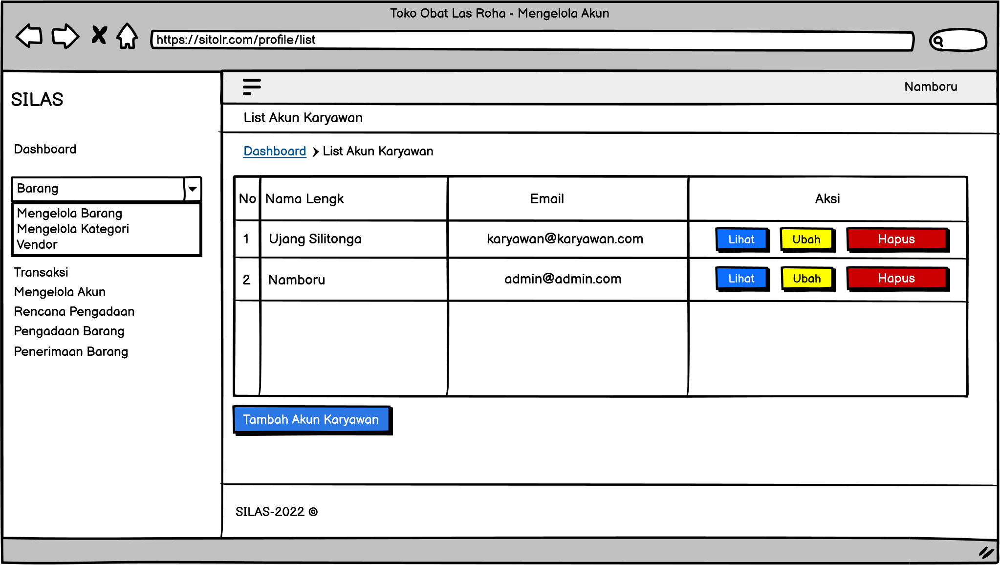 Toko Obat Las Roha - Mengelola Akun
https://sitolr.com/profile/list
SILAS
Dashboard
Barang
Mengelola Barang
Mengelola Kategori
Vendor
Transaksi
Mengelola Akun
Rencana Pengadaan
Pengadaan Barang
Penerimaan Barang
Namboru
List Akun Karyawan
Dashboard List Akun Karyawan
No Nama Lengk Email Aksi
1 Ujang Silitonga karyawan@karyawan.com Lihat Ubah Hapus
2 Namboru admin@admin.com Lihat Ubah Hapus
Tambah Akun Karyawan
SILAS-2022 ©